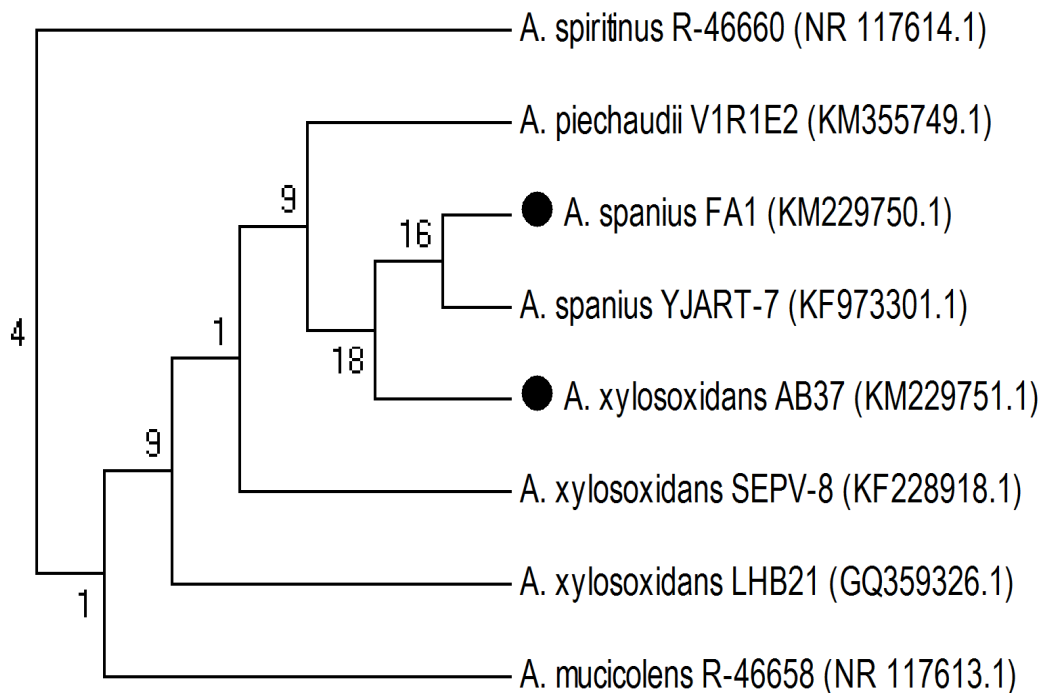 A. spiritinus R-46660 (NR 117614.1)
A. piechaudii V1R1E2 (KM355749.1)
9
A. spanius FA1 (KM229750.1)
16
A. spanius YJART-7 (KF973301.1)
4
1
18
A. xylosoxidans AB37 (KM229751.1)
9
A. xylosoxidans SEPV-8 (KF228918.1)
A. xylosoxidans LHB21 (GQ359326.1)
1
A. mucicolens R-46658 (NR 117613.1)